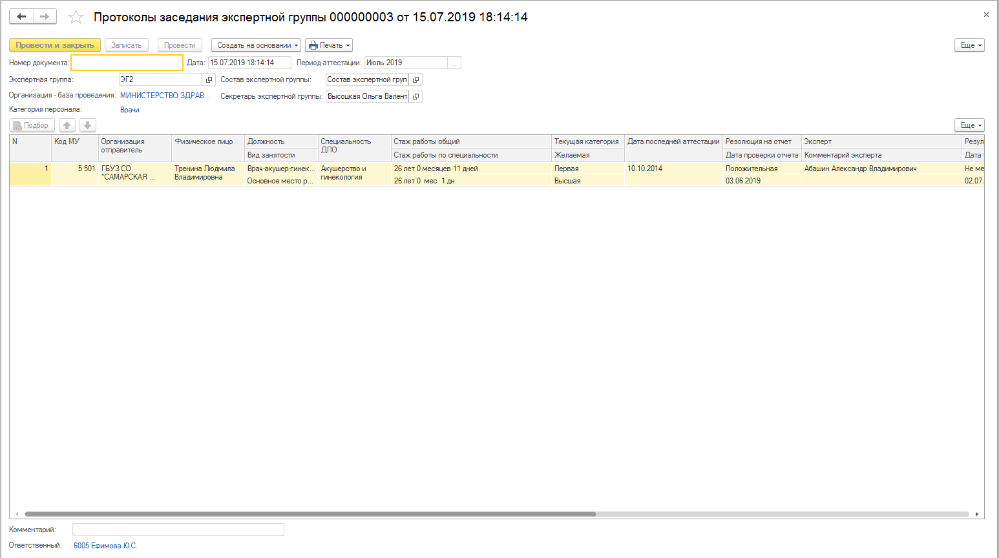 Протоколы заседания экспертной группы 000000003 от 15.07.2019 18:14:14
Провести и закрыть Записать Провести Создать на основании Печать Еще
Номер документа: Дата: 15.07.2019 18:14:14 Период аттестации: Июль 2019 ...
Экспертная группа: ЭГ2 Состав экспертной группы: Состав экспертной груп
Организация - база проведения: МИНИСТЕРСТВО ЗДРАВ... Секретарь экспертной группы: Высоцкая Ольга Валент
Категория персонала: Врачи
Подбор Еще
N Код МУ Организация отправитель Физическое лицо Должность Специальность ДПО Стаж работы общий Текущая категория Дата последней аттестации Резолюция на отчет Эксперт Резул
Вид занятости Стаж работы по специальности Желаемая Дата проверки отчета Комментарий эксперта Дата
1 5 501 ГБУЗ СО "САМАРСКАЯ ... Тренина Людмила Владимировна Врач-акушер-гинек... Акушерство и гинекология 26 лет 0 месяцев 11 дней Первая 10.10.2014 Положительная Абашин Александр Владимирович Не ме
Основное место р... 26 лет 0 мес 1 дн Высшая 03.06.2019 02.07.
Комментарий:
Ответственный: 6005 Ефимова Ю.С.